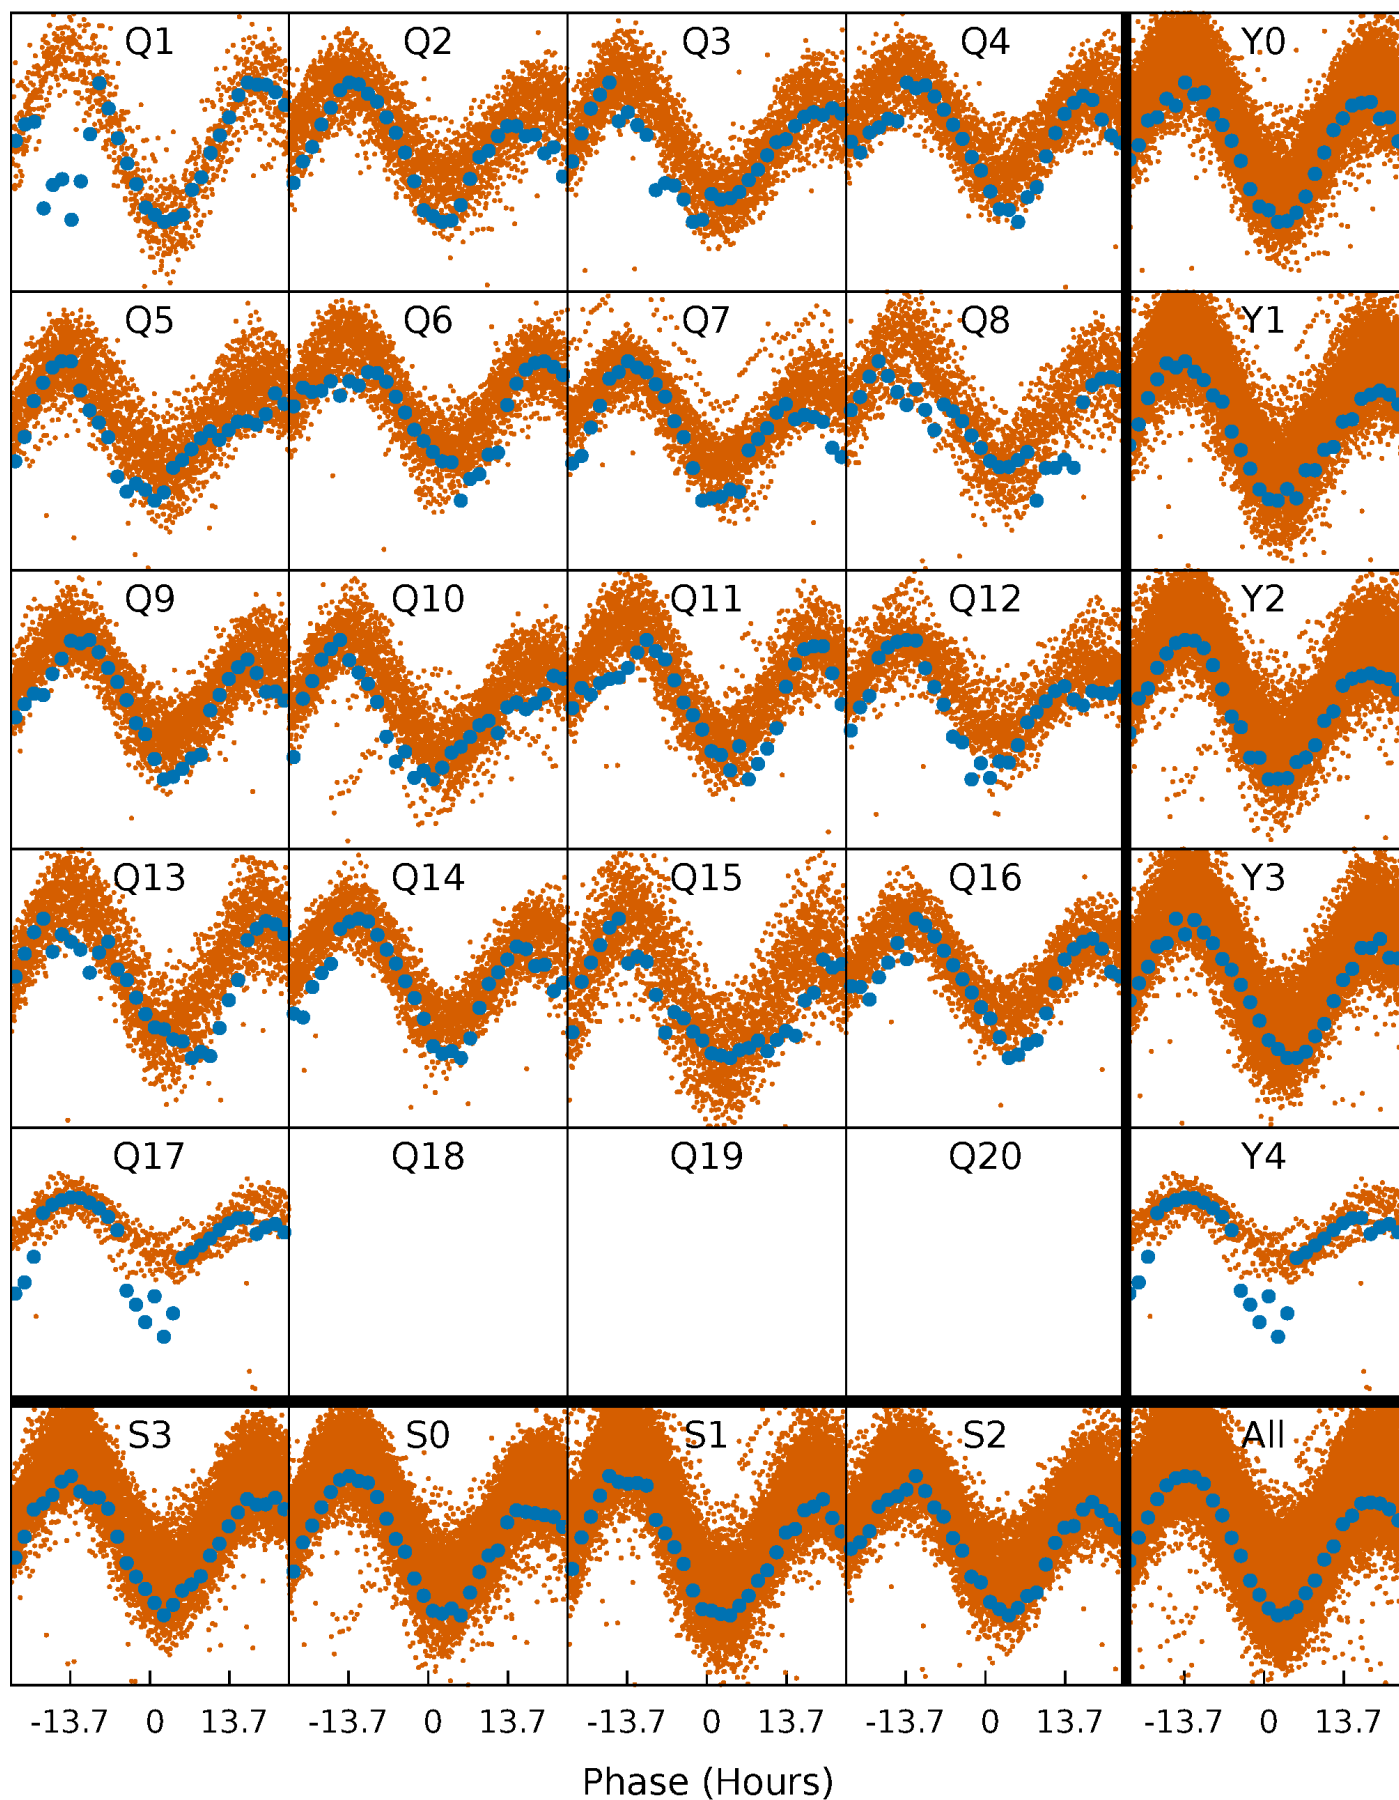 Q1 Q2 Q3 Q4 Y0
Q5 Q6 Q7 Q8 Y1
Q9 Q10 Q11 Q12 Y2
Q13 Q14 Q15 Q16 Y3
Q17 Q18 Q19 Q20 Y4
S3 S0 S1 S2 All
-13.7 0 13.7 -13.7 0 13.7 -13.7 0 13.7 -13.7 0 13.7 -13.7 0 13.7
Phase (Hours)